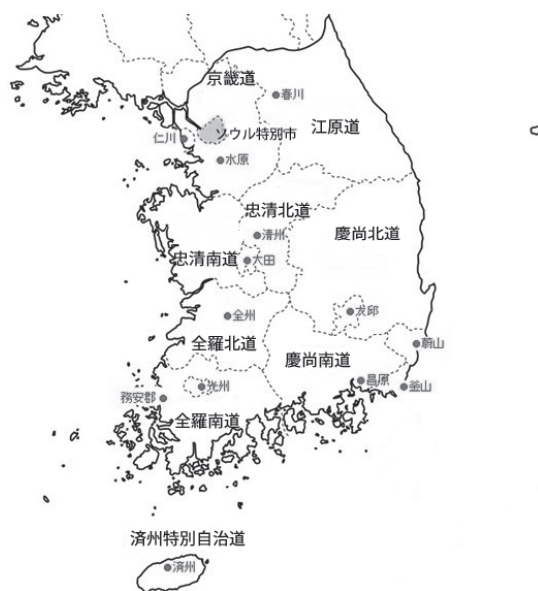 京畿道
春川
ソウル特別市
江原道
仁川
水原
忠清北道
清州
慶尚北道
忠清南道
大田
全州
大邱
全羅北道
蔚山
慶尚南道
光州
昌原
釜山
務安郡
全羅南道
済州特別自治道
済州